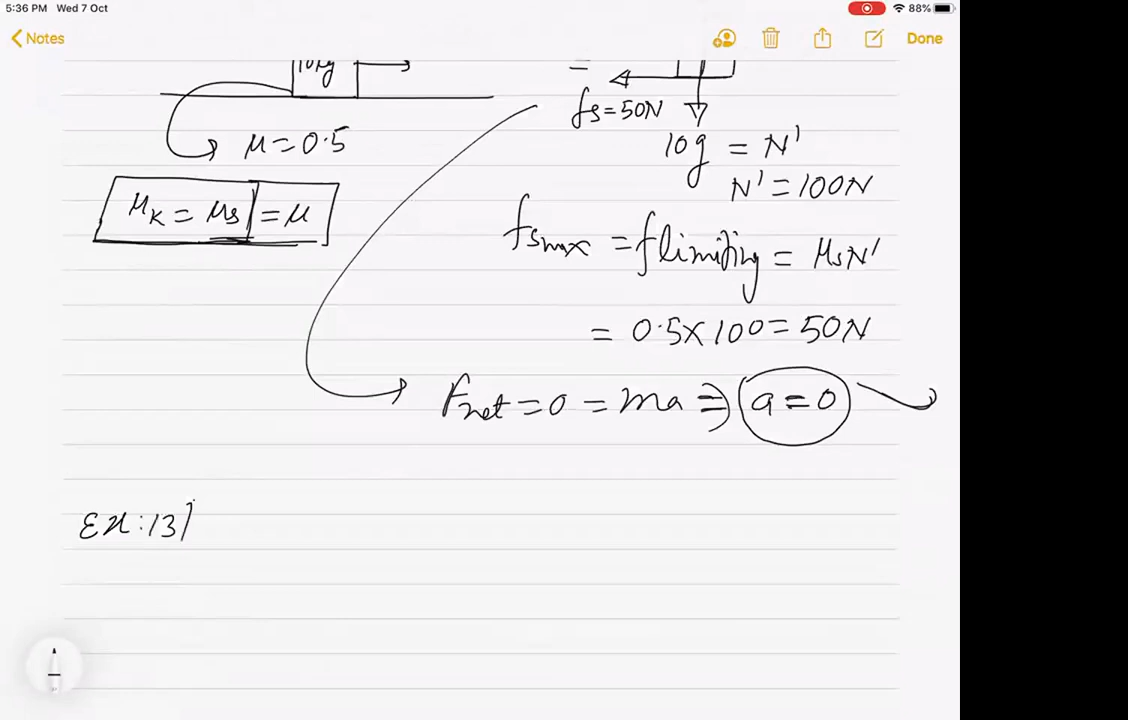 5:36 PM Wed 7 Oct
88%
Notes
Done
10kg
=
fs=50N
μ=0.5
10g = N'
N'=100N
μK = μs = μ
fsmax = flimiting = μsN'
= 0.5×100=50N
Fnet=0 = ma ⇒ a=0
Ex:13)